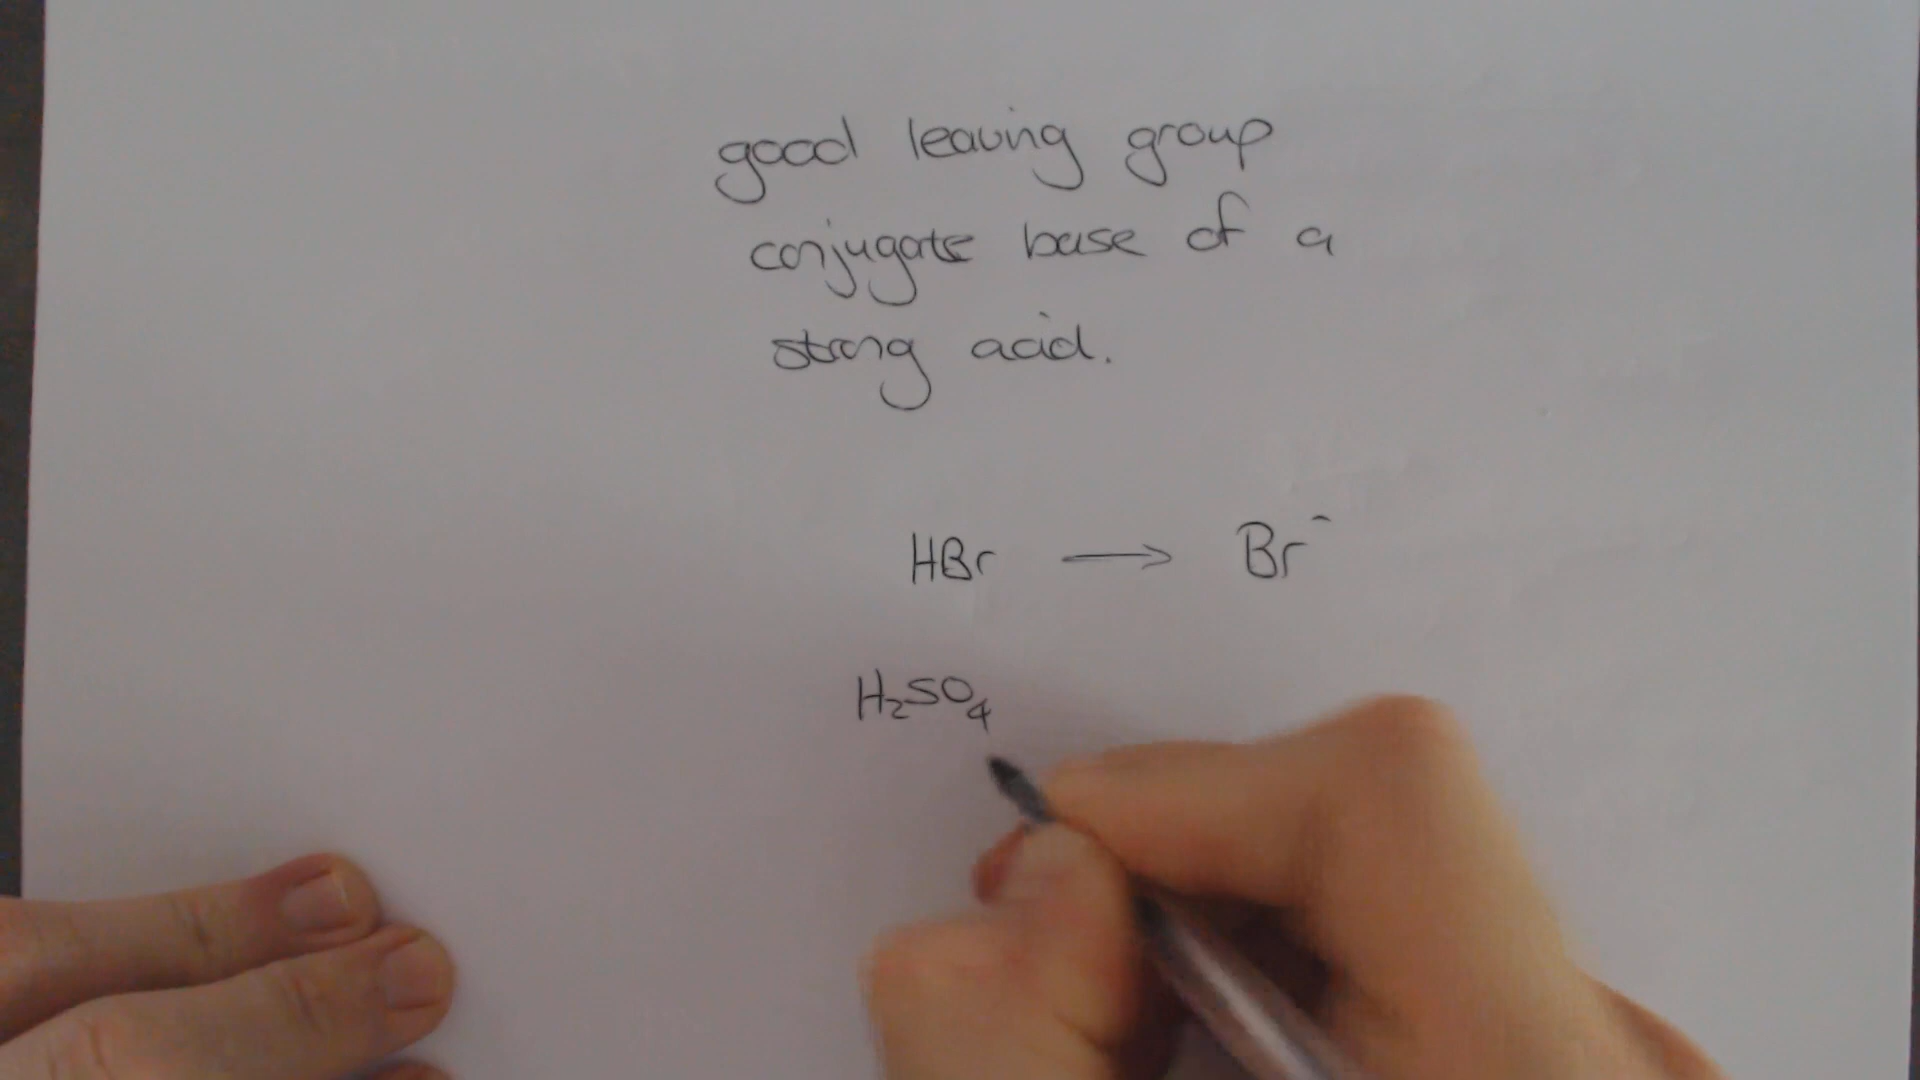 good leaving group
conjugate base of a
strong acid.
HBr ⟶ Br⁻
H₂SO₄